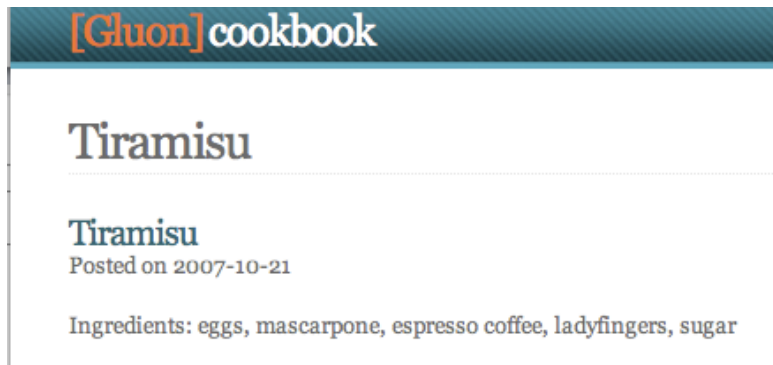 [Gluon]cookbook
Tiramisu
Tiramisu
Posted on 2007-10-21
Ingredients: eggs, mascarpone, espresso coffee, ladyfingers, sugar